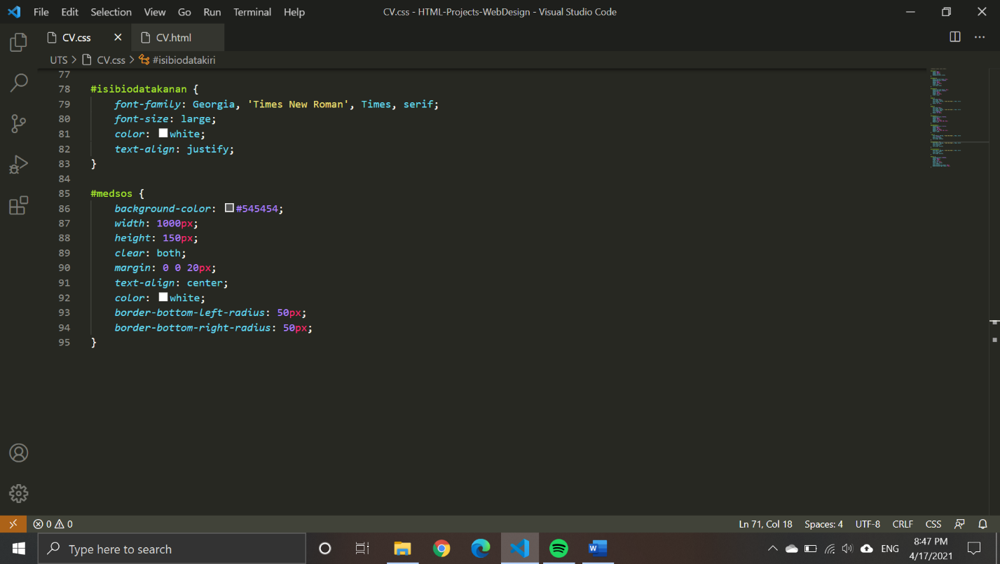 File Edit Selection View Go Run Terminal Help CV.css - HTML-Projects-WebDesign - Visual Studio Code
CV.css CV.html
UTS > CV.css > #isibiodatakiri
77
78 #isibiodatakanan {
79 font-family: Georgia, 'Times New Roman', Times, serif;
80 font-size: large;
81 color: white;
82 text-align: justify;
83 }
84
85 #medsos {
86 background-color: #545454;
87 width: 1000px;
88 height: 150px;
89 clear: both;
90 margin: 0 0 20px;
91 text-align: center;
92 color: white;
93 border-bottom-left-radius: 50px;
94 border-bottom-right-radius: 50px;
95 }
0 0 Ln 71, Col 18 Spaces: 4 UTF-8 CRLF CSS
Type here to search ENG 8:47 PM
4/17/2021